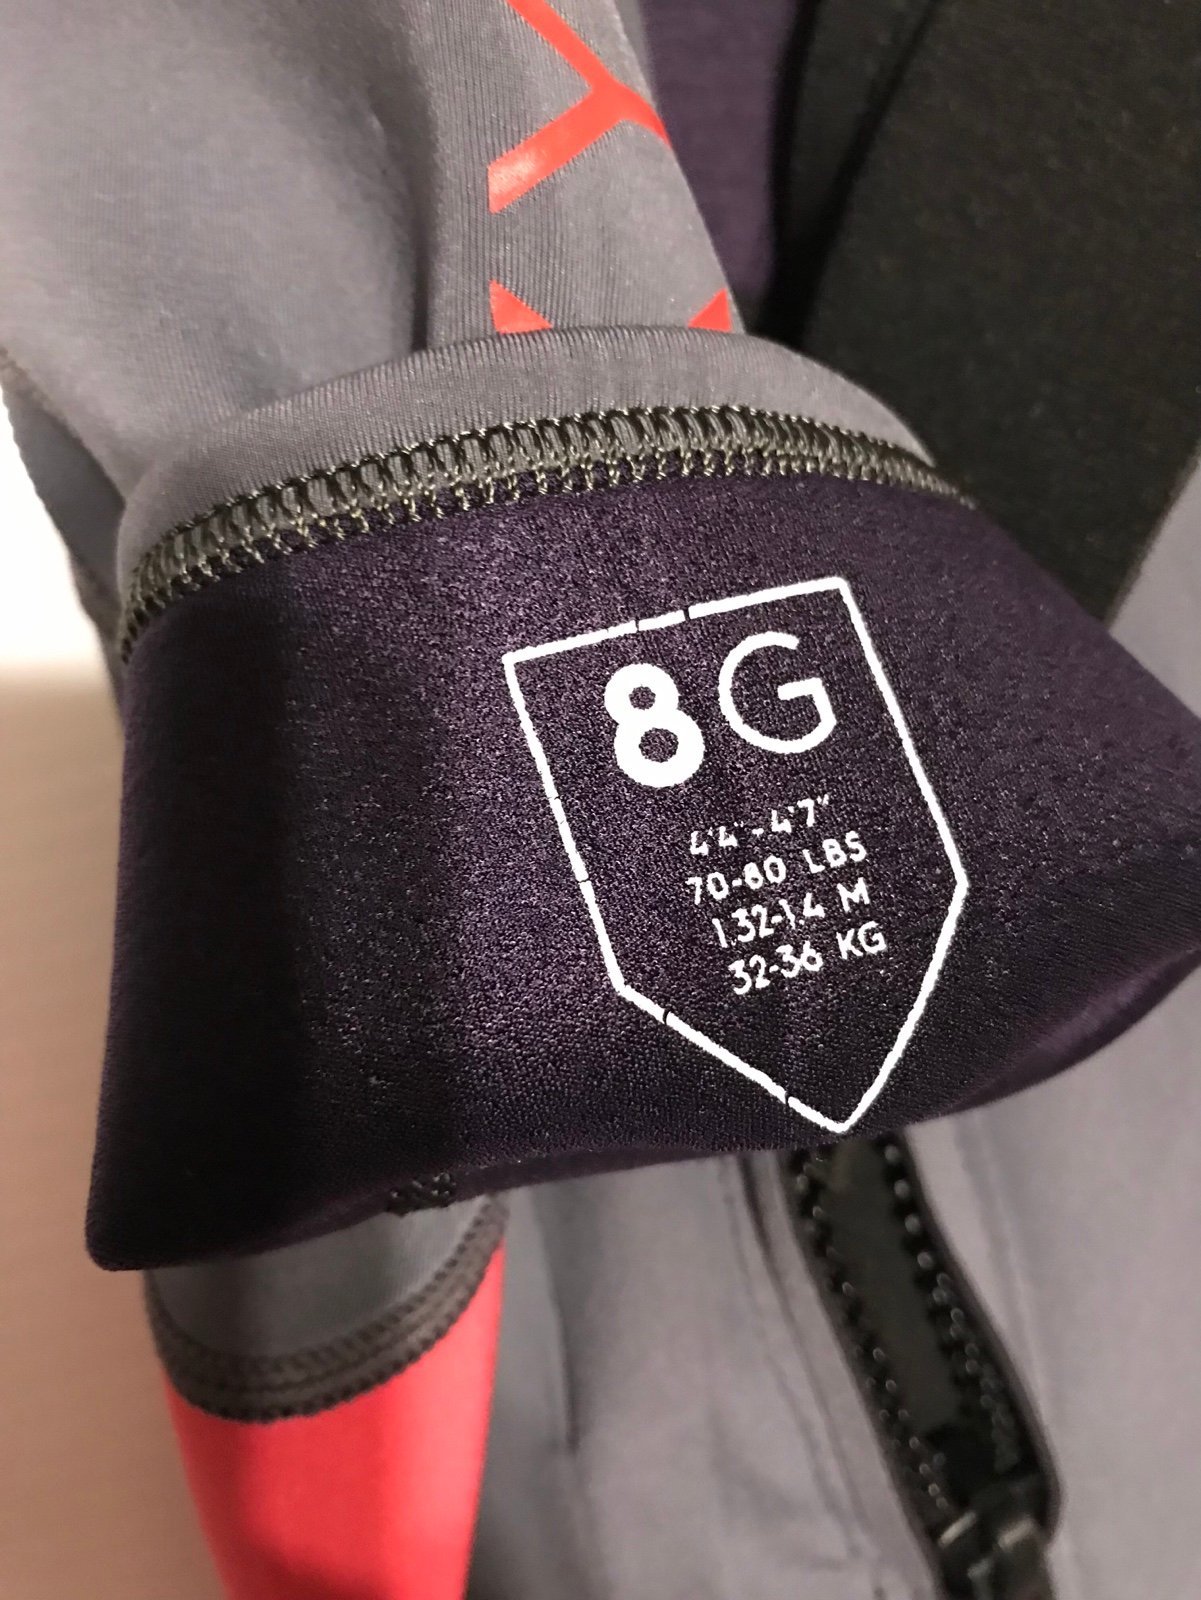 8G
4'4"-4'7"
70-80 LBS
1.32-1.4 M
32-36 KG